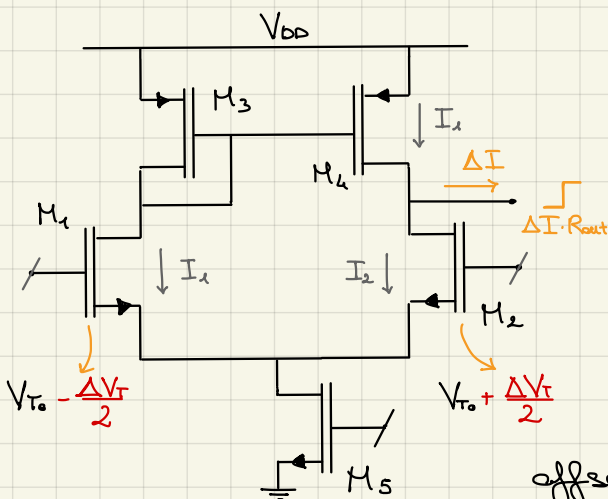 VDD
M3
I1
M4
ΔI
M1
ΔI·Rout
I1
I2
M2
VT0 - ΔVT/2
VT0 + ΔVT/2
M5